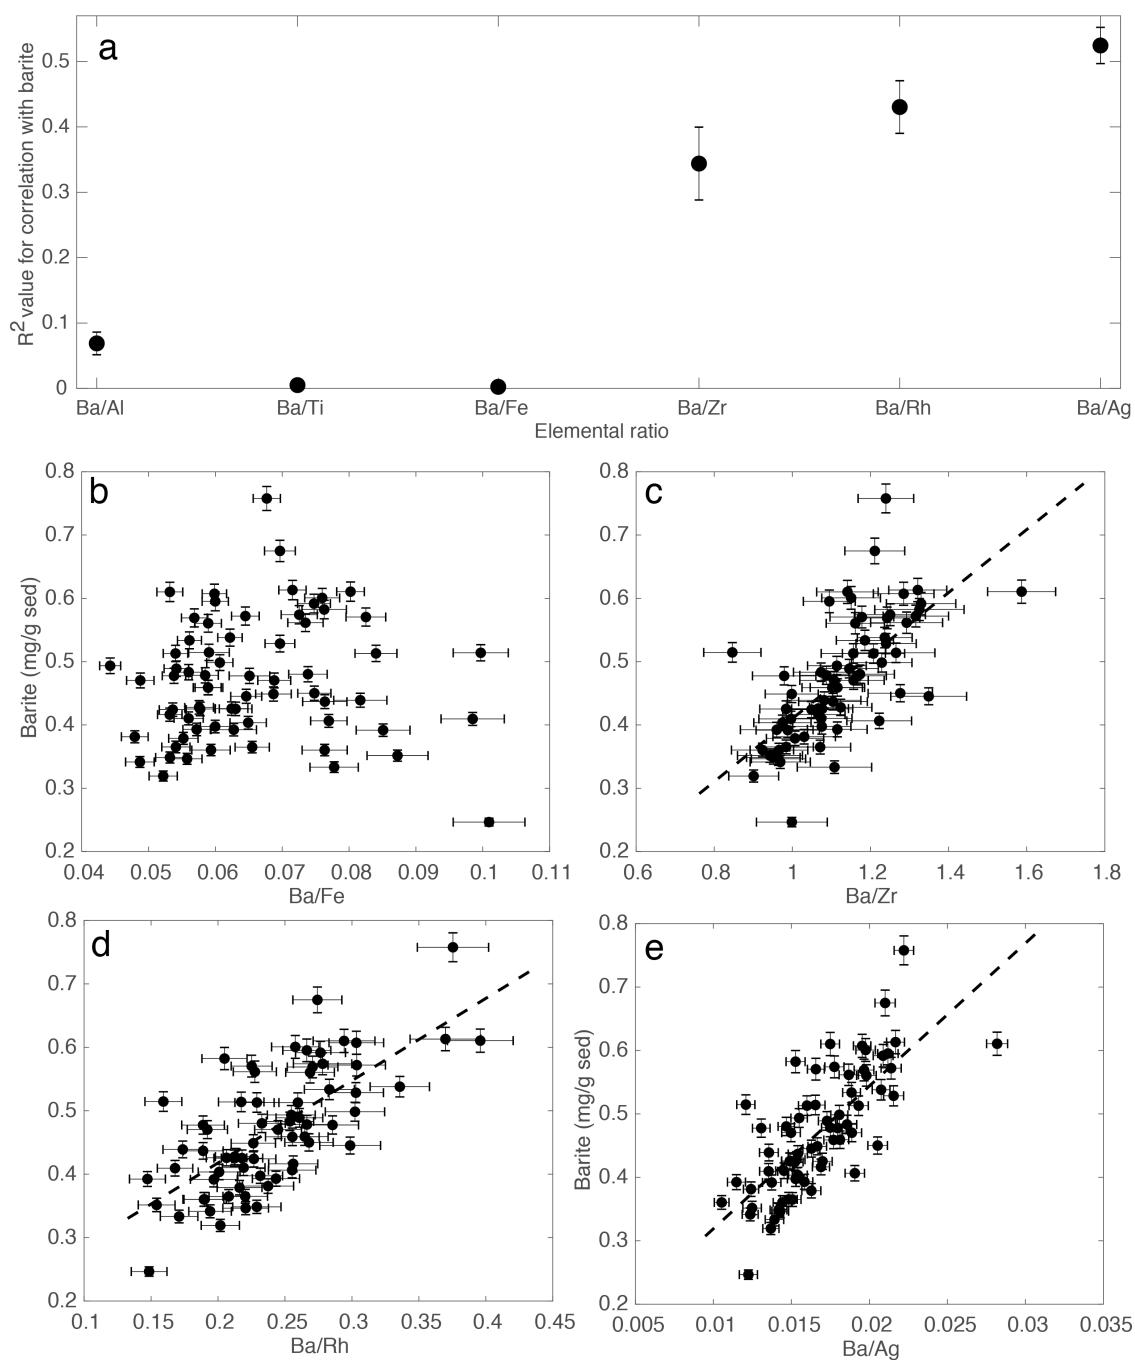 a
R2 value for correlation with barite
0.5
0.4
0.3
0.2
0.1
0
Ba/Al Ba/Ti Ba/Fe Ba/Zr Ba/Rh Ba/Ag
Elemental ratio
b
Barite (mg/g sed)
0.8
0.7
0.6
0.5
0.4
0.3
0.2
0.04 0.05 0.06 0.07 0.08 0.09 0.1 0.11
Ba/Fe
c
0.8
0.7
0.6
0.5
0.4
0.3
0.2
0.6 0.8 1 1.2 1.4 1.6 1.8
Ba/Zr
d
0.8
0.7
0.6
0.5
0.4
0.3
0.2
0.1 0.15 0.2 0.25 0.3 0.35 0.4 0.45
Ba/Rh
e
Barite (mg/g sed)
0.8
0.7
0.6
0.5
0.4
0.3
0.2
0.005 0.01 0.015 0.02 0.025 0.03 0.035
Ba/Ag